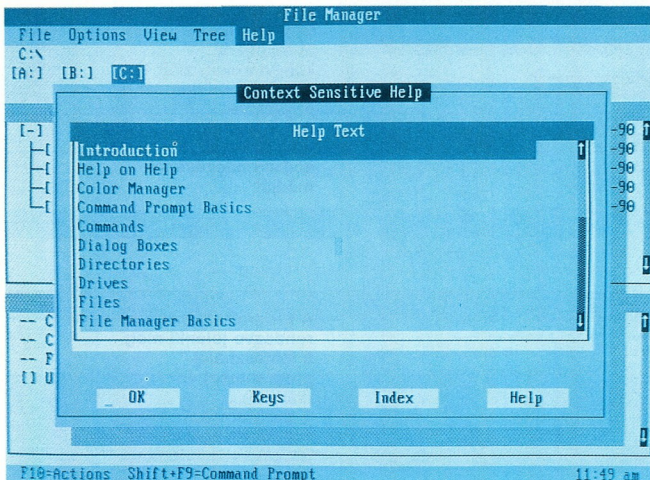 File Manager
File Options View Tree Help
C:\
[A:] [B:] [C:]
Context Sensitive Help
[-] Help Text -90
Introduction -90
Help on Help -90
Color Manager -90
Command Prompt Basics -90
Commands
Dialog Boxes
Directories
Drives
Files
File Manager Basics
-- C
-- C
-- F
[] U
OK Keys Index Help
F10=Actions Shift+F9=Command Prompt 11:49 am